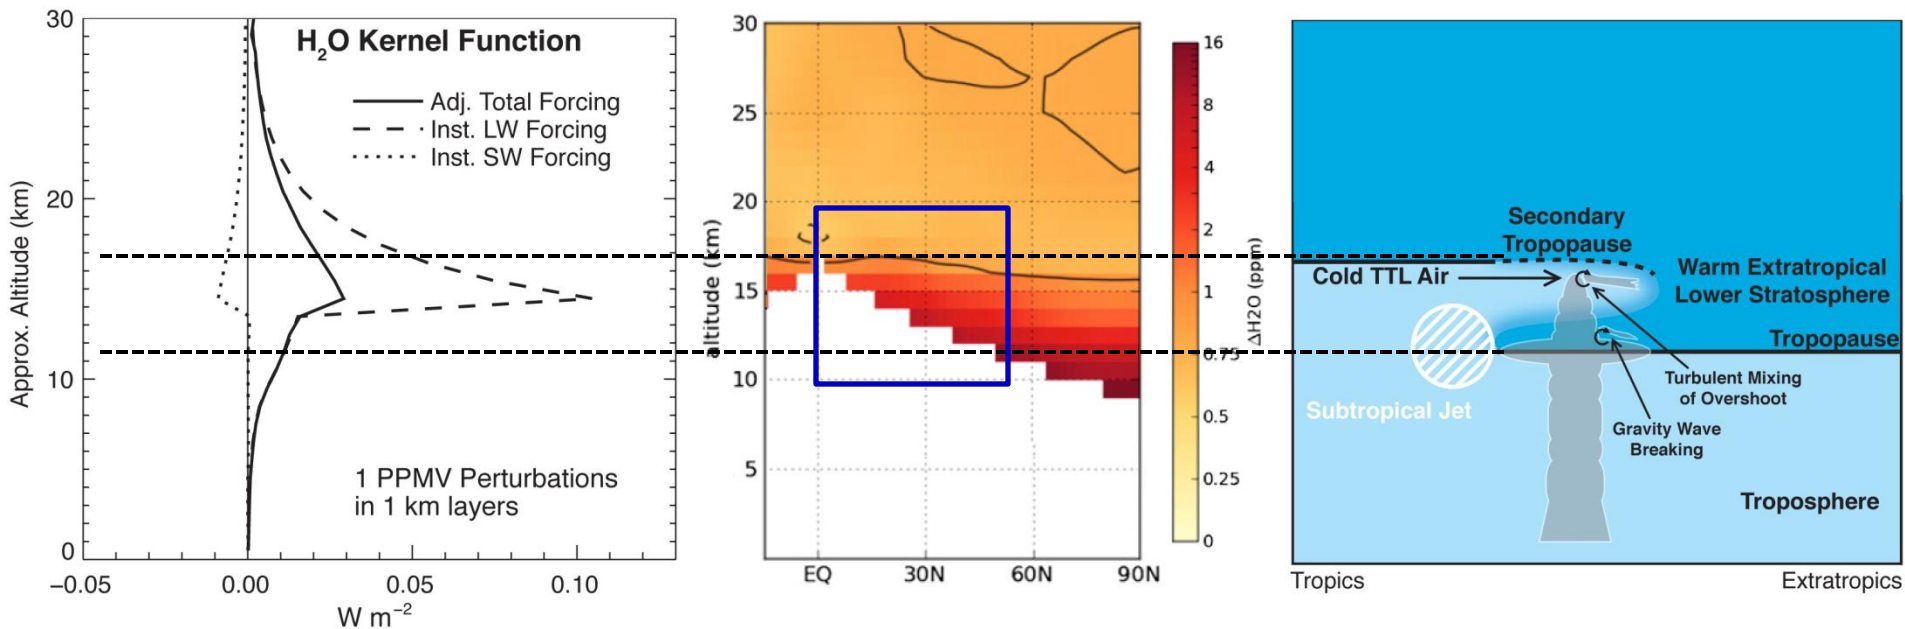 H₂O Kernel Function
Adj. Total Forcing
Inst. LW Forcing
Inst. SW Forcing
1 PPMV Perturbations
in 1 km layers
Approx. Altitude (km)
30
20
10
0
−0.05
0.00
0.05
0.10
W m⁻²
30
25
20
15
10
5
altitude (km)
EQ
30N
60N
90N
16
8
4
2
1
0.75
0.5
0.25
0
ΔH2O (ppm)
Secondary
Tropopause
Cold TTL Air
Warm Extratropical
Lower Stratosphere
Tropopause
Subtropical Jet
Turbulent Mixing
of Overshoot
Gravity Wave
Breaking
Troposphere
Tropics
Extratropics